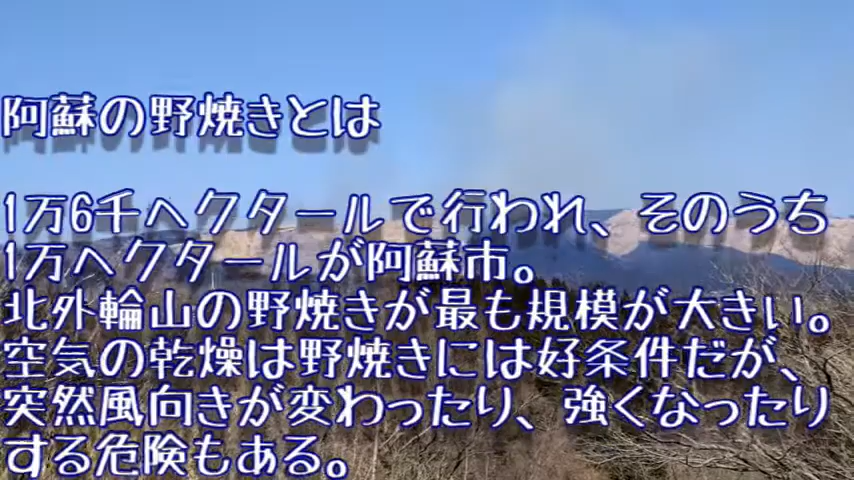 阿蘇の野焼きとは
1万6千ヘクタールで行われ、そのうち
1万ヘクタールが阿蘇市。
北外輪山の野焼きが最も規模が大きい。
空気の乾燥は野焼きには好条件だが、
突然風向きが変わったり、強くなったり
する危険もある。